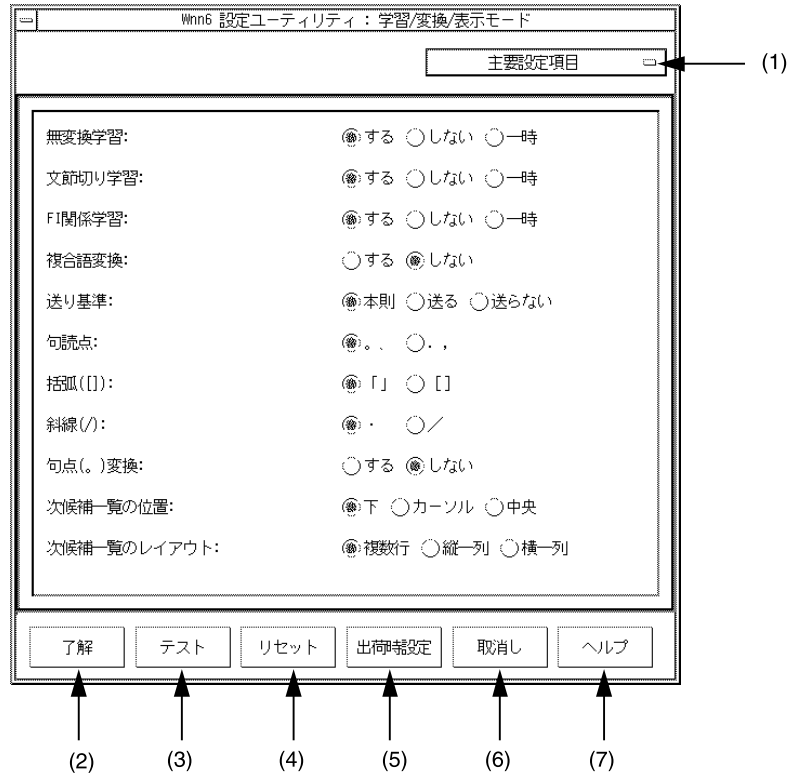 Wnn6 設定ユーティリティ : 学習/変換/表示モード
主要設定項目 (1)
無変換学習: する しない 一時
文節切り学習: する しない 一時
FI関係学習: する しない 一時
複合語変換: する しない
送り基準: 本則 送る 送らない
句読点: 。、 . ,
括弧([]): 「」 []
斜線(/): ・ /
句点(。)変換: する しない
次候補一覧の位置: 下 カーソル 中央
次候補一覧のレイアウト: 複数行 縦一列 横一列
了解 テスト リセット 出荷時設定 取消し ヘルプ
(2) (3) (4) (5) (6) (7)